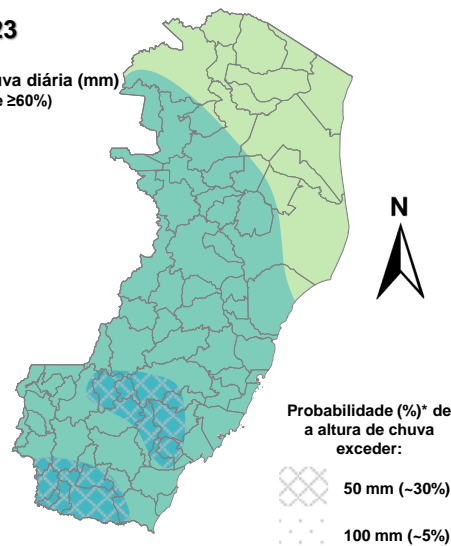 23
uva diária (mm)
e ≥60%)
N
Probabilidade (%)* de
a altura de chuva
exceder:
50 mm (~30%)
100 mm (~5%)